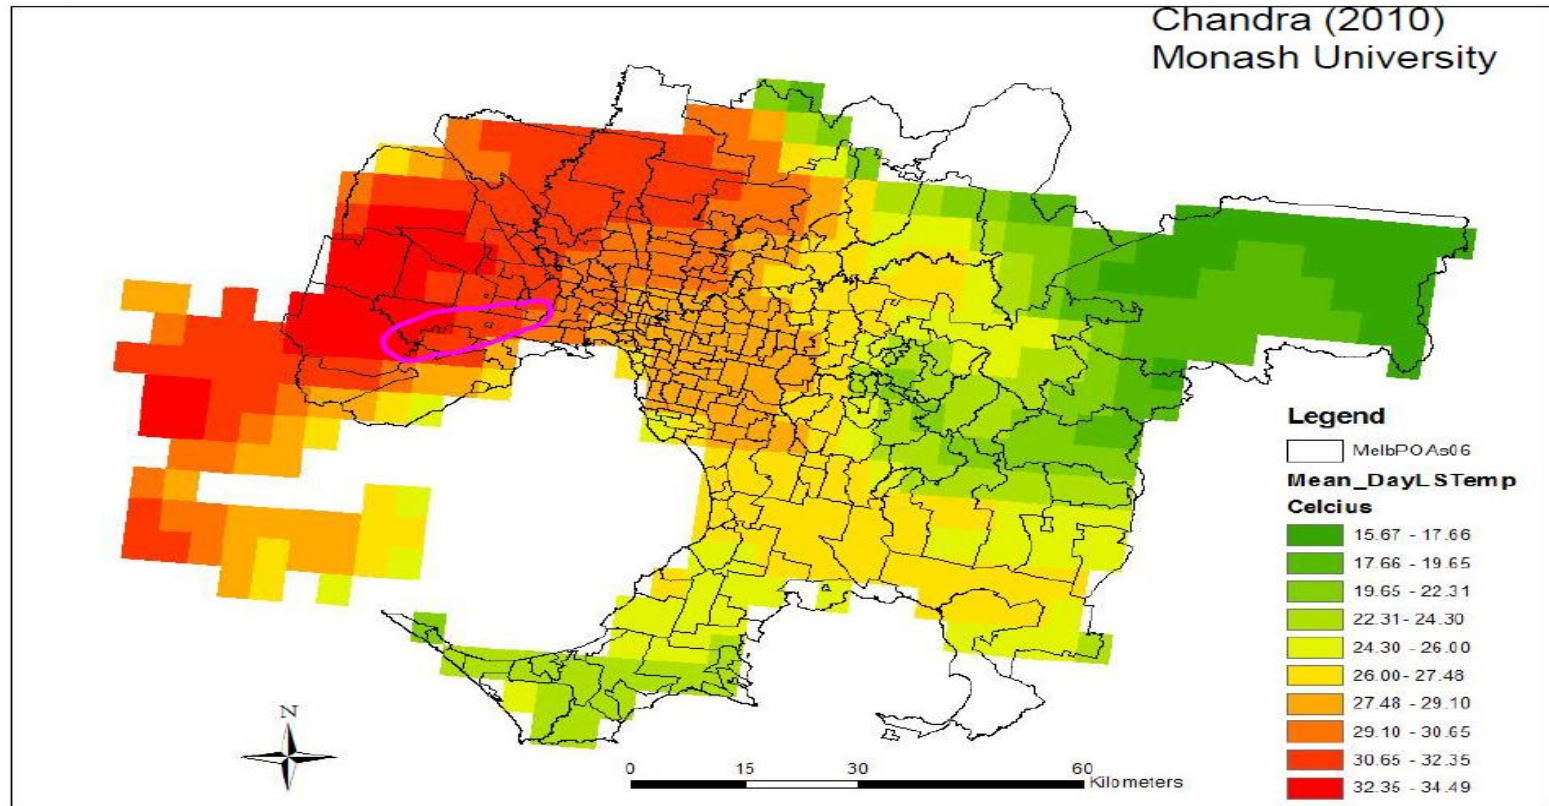 Chandra (2010)
Monash University
Legend
MelbPOAs06
Mean_DayLSTemp
Celcius
15.67 - 17.66
17.66 - 19.65
19.65 - 22.31
22.31 - 24.30
24.30 - 26.00
26.00 - 27.48
27.48 - 29.10
29.10 - 30.65
30.65 - 32.35
32.35 - 34.49
N
0 15 30 60
Kilometers